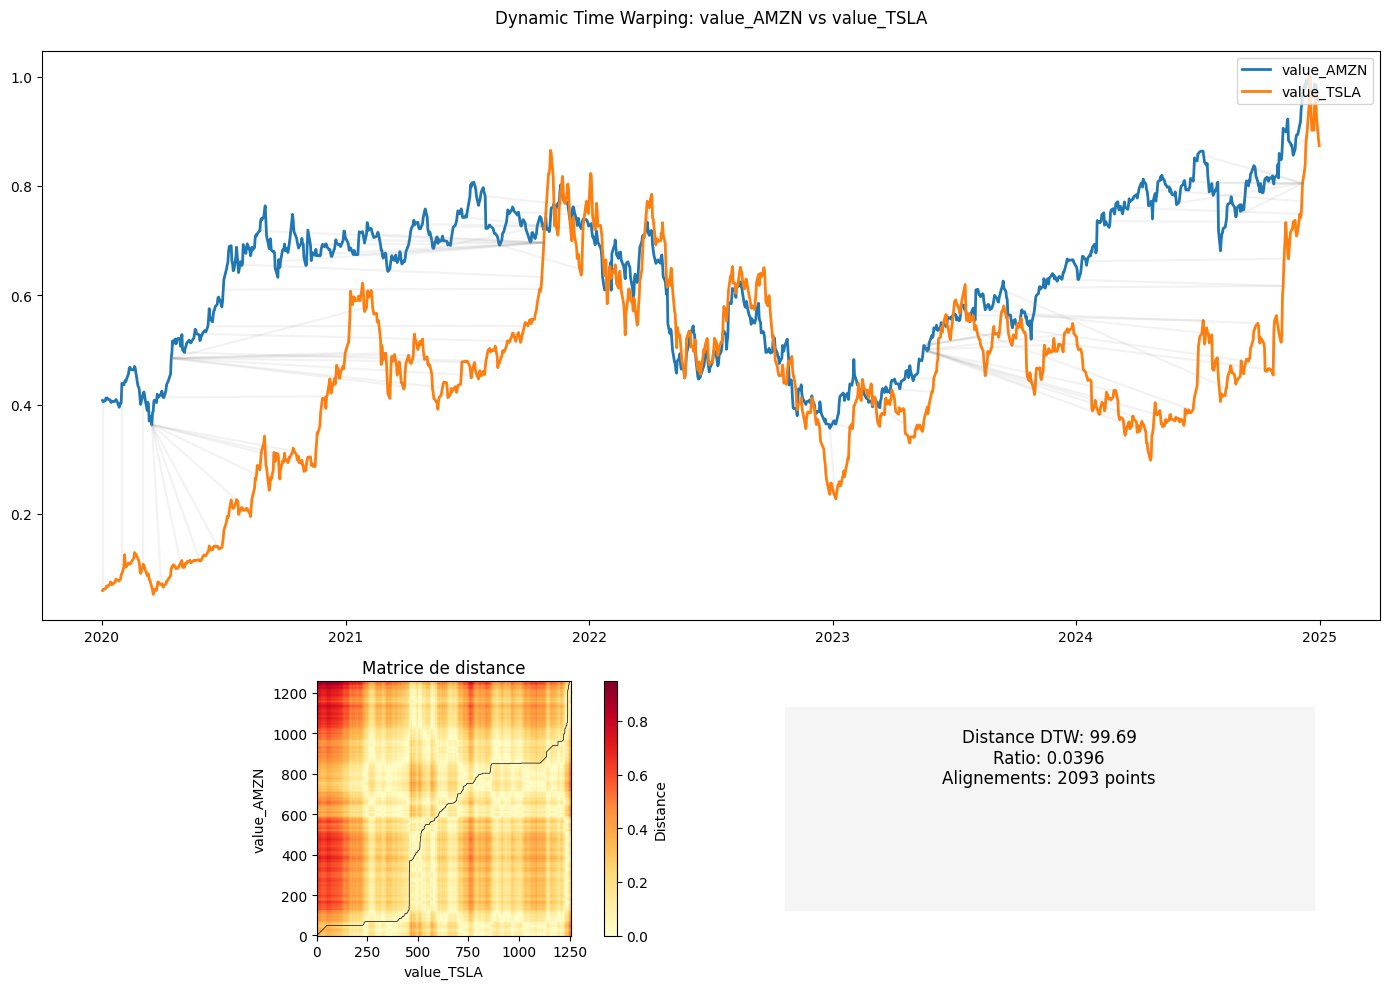 Dynamic Time Warping: value_AMZN vs value_TSLA
value_AMZN
value_TSLA
1.0
0.8
0.6
0.4
0.2
2020 2021 2022 2023 2024 2025
Matrice de distance
value_AMZN
1200
1000
800
600
400
200
0
0 250 500 750 1000 1250
value_TSLA
0.8
0.6
0.4
0.2
0.0
Distance
Distance DTW: 99.69
Ratio: 0.0396
Alignements: 2093 points